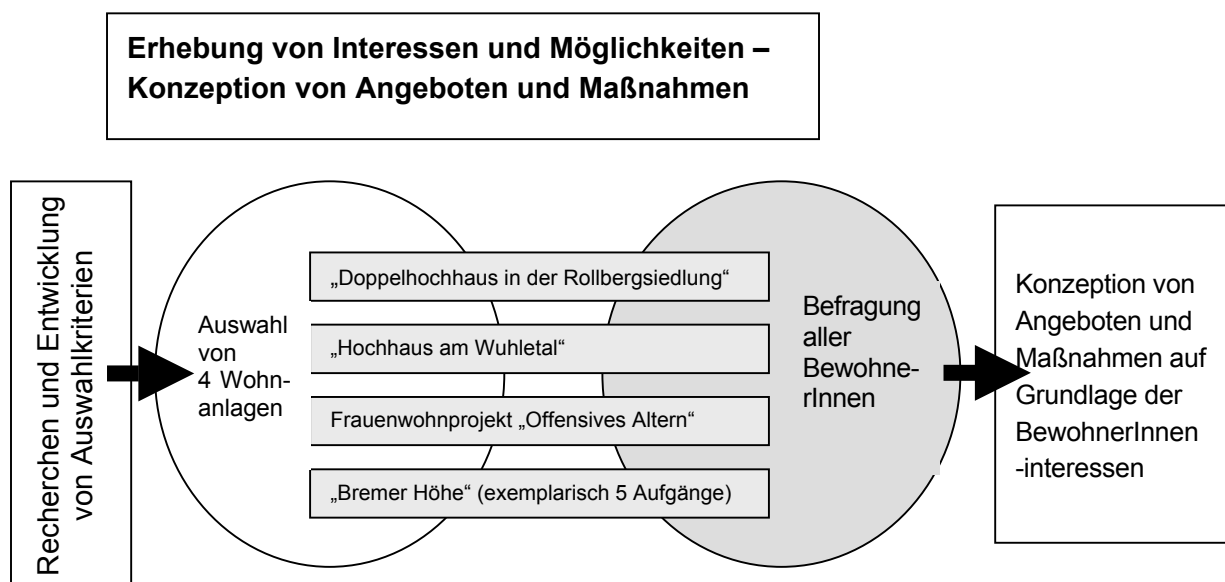 Erhebung von Interessen und Möglichkeiten –
Konzeption von Angeboten und Maßnahmen
Recherchen und Entwicklung
von Auswahlkriterien
Auswahl
von
4 Wohn-
anlagen
„Doppelhochhaus in der Rollbergsiedlung“
„Hochhaus am Wuhletal“
Frauenwohnprojekt „Offensives Altern“
„Bremer Höhe“ (exemplarisch 5 Aufgänge)
Befragung
aller
Bewohne-
rInnen
Konzeption von
Angeboten und
Maßnahmen auf
Grundlage der
BewohnerInnen
-interessen